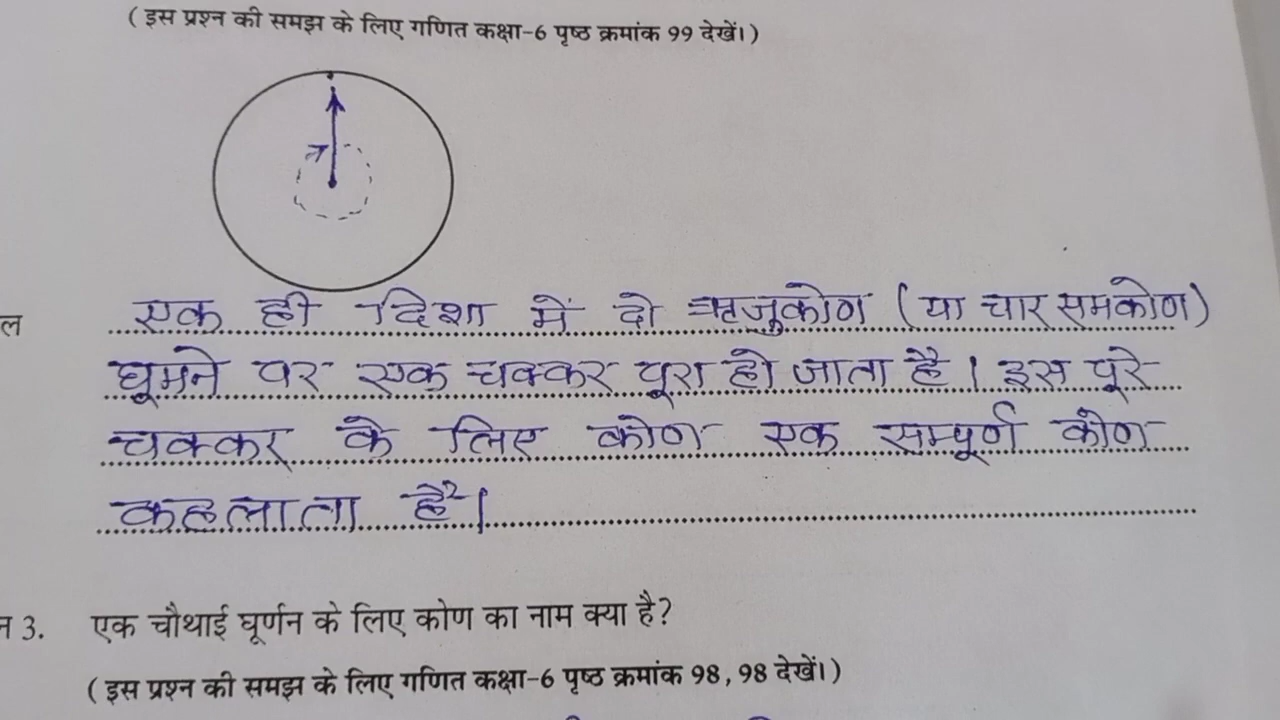 ( इस प्रश्न की समझ के लिए गणित कक्षा-6 पृष्ठ क्रमांक 99 देखें। )
एक ही दिशा में दो ऋजुकोण (या चार समकोण)
ल
घूमने पर एक चक्कर पूरा हो जाता है। इस पूरे
चक्कर के लिए कोण एक सम्पूर्ण कोण
कहलाता है।
न 3. एक चौथाई घूर्णन के लिए कोण का नाम क्या है?
( इस प्रश्न की समझ के लिए गणित कक्षा-6 पृष्ठ क्रमांक 98, 98 देखें। )